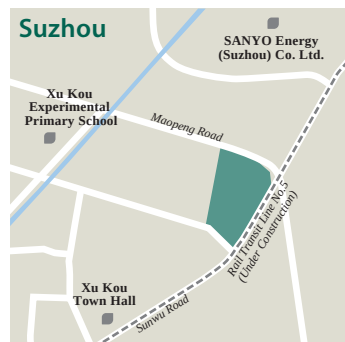 Suzhou
SANYO Energy
(Suzhou) Co. Ltd.
Xu Kou
Experimental
Primary School
Maopeng Road
Rail Transit Line No.5
(Under Construction)
Xu Kou
Town Hall
Sunwu Road